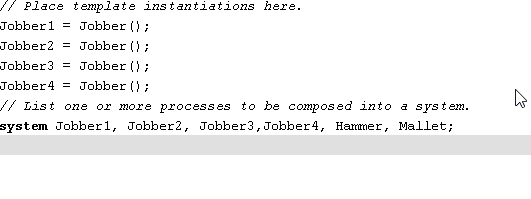 // Place template instantiations here.
Jobber1 = Jobber();
Jobber2 = Jobber();
Jobber3 = Jobber();
Jobber4 = Jobber();
// List one or more processes to be composed into a system.
system Jobber1, Jobber2, Jobber3,Jobber4, Hammer, Mallet;